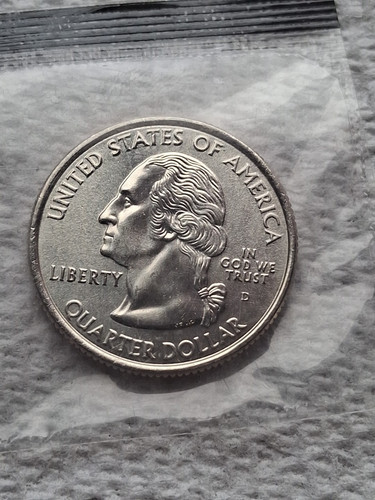 UNITED STATES OF AMERICA
LIBERTY
IN
GOD WE
TRUST
D
QUARTER DOLLAR